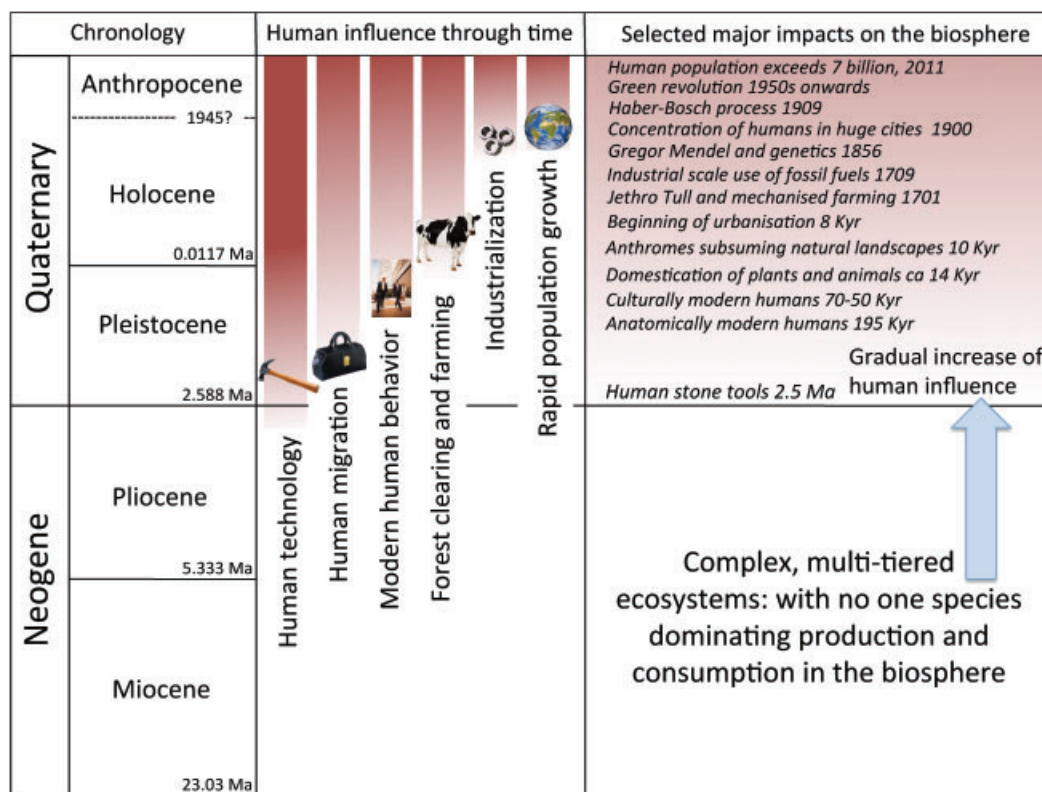 Chronology
Human influence through time
Selected major impacts on the biosphere
Quaternary
Anthropocene
1945?
Holocene
0.0117 Ma
Pleistocene
2.588 Ma
Neogene
Pliocene
5.333 Ma
Miocene
23.03 Ma
Human technology
Human migration
Modern human behavior
Forest clearing and farming
Industrialization
Rapid population growth
Human population exceeds 7 billion, 2011
Green revolution 1950s onwards
Haber-Bosch process 1909
Concentration of humans in huge cities 1900
Gregor Mendel and genetics 1856
Industrial scale use of fossil fuels 1709
Jethro Tull and mechanised farming 1701
Beginning of urbanisation 8 Kyr
Anthromes subsuming natural landscapes 10 Kyr
Domestication of plants and animals ca 14 Kyr
Culturally modern humans 70-50 Kyr
Anatomically modern humans 195 Kyr
Human stone tools 2.5 Ma
Gradual increase of
human influence
Complex, multi-tiered
ecosystems: with no one species
dominating production and
consumption in the biosphere